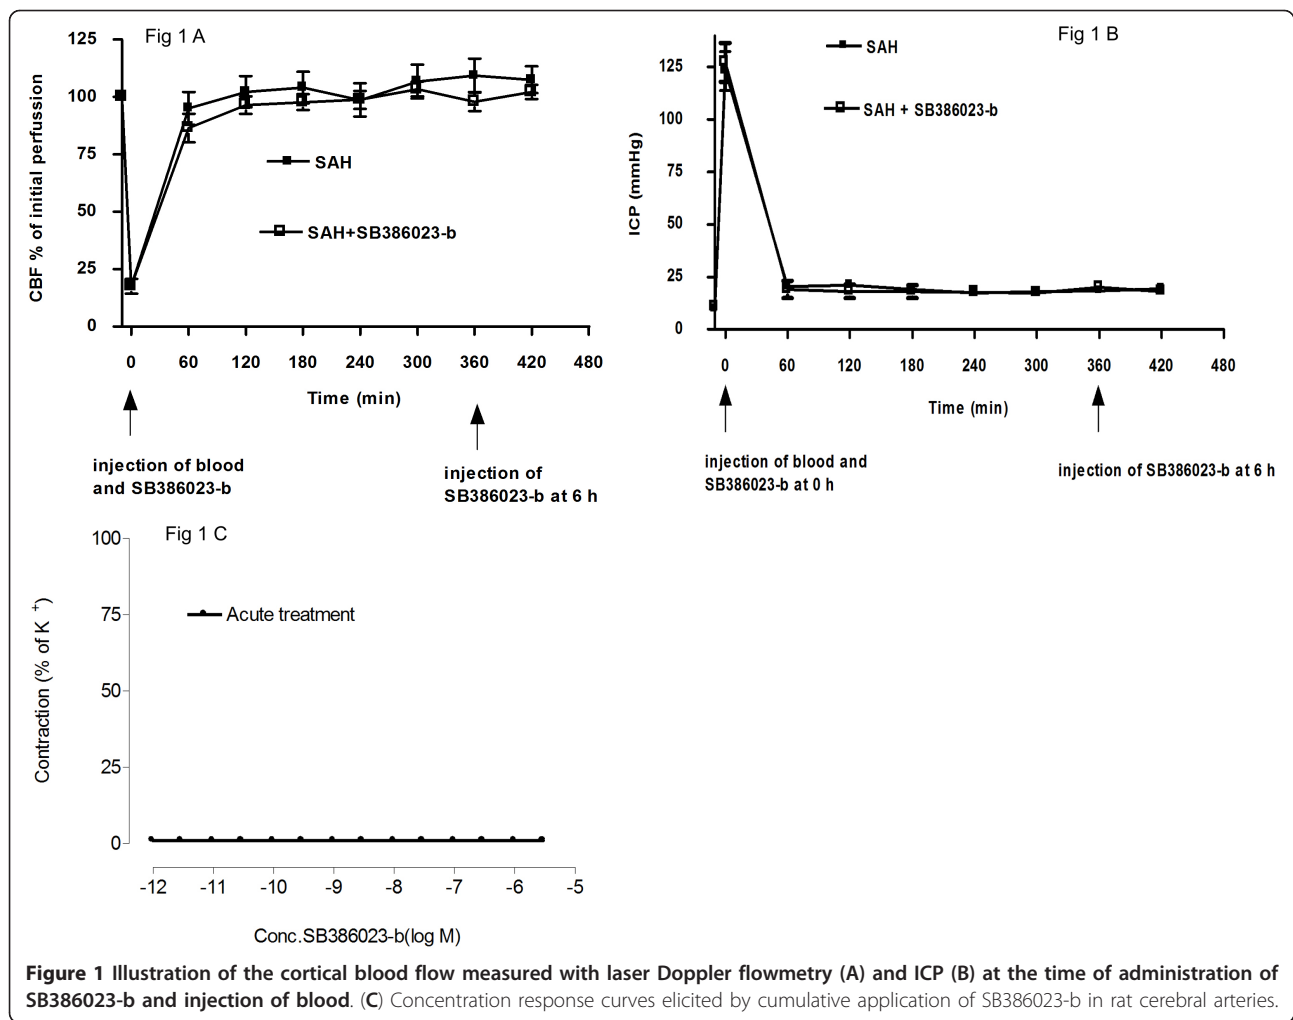 Fig 1 A
125
100
75
50
25
0
CBF % of initial perfusion
SAH
SAH+SB386023-b
0 60 120 180 240 300 360 420 480
Time (min)
injection of blood
and SB386023-b
injection of
SB386023-b at 6 h
Fig 1 B
125
100
75
50
25
0
ICP (mmHg)
SAH
SAH + SB386023-b
0 60 120 180 240 300 360 420 480
Time (min)
injection of blood and
SB386023-b at 0 h
injection of SB386023-b at 6 h
Fig 1 C
100
75
50
25
0
Contraction (% of K +)
Acute treatment
-12 -11 -10 -9 -8 -7 -6 -5
Conc.SB386023-b(log M)
Figure 1 Illustration of the cortical blood flow measured with laser Doppler flowmetry (A) and ICP (B) at the time of administration of
SB386023-b and injection of blood. (C) Concentration response curves elicited by cumulative application of SB386023-b in rat cerebral arteries.